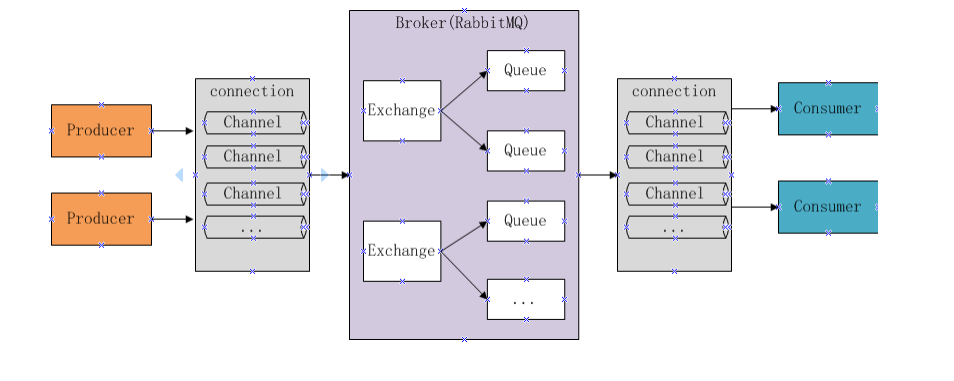 Broker(RabbitMQ)
Producer
Producer
connection
Channel
Channel
Channel
...
Exchange
Queue
Queue
Exchange
Queue
...
connection
Channel
Channel
Channel
...
Consumer
Consumer